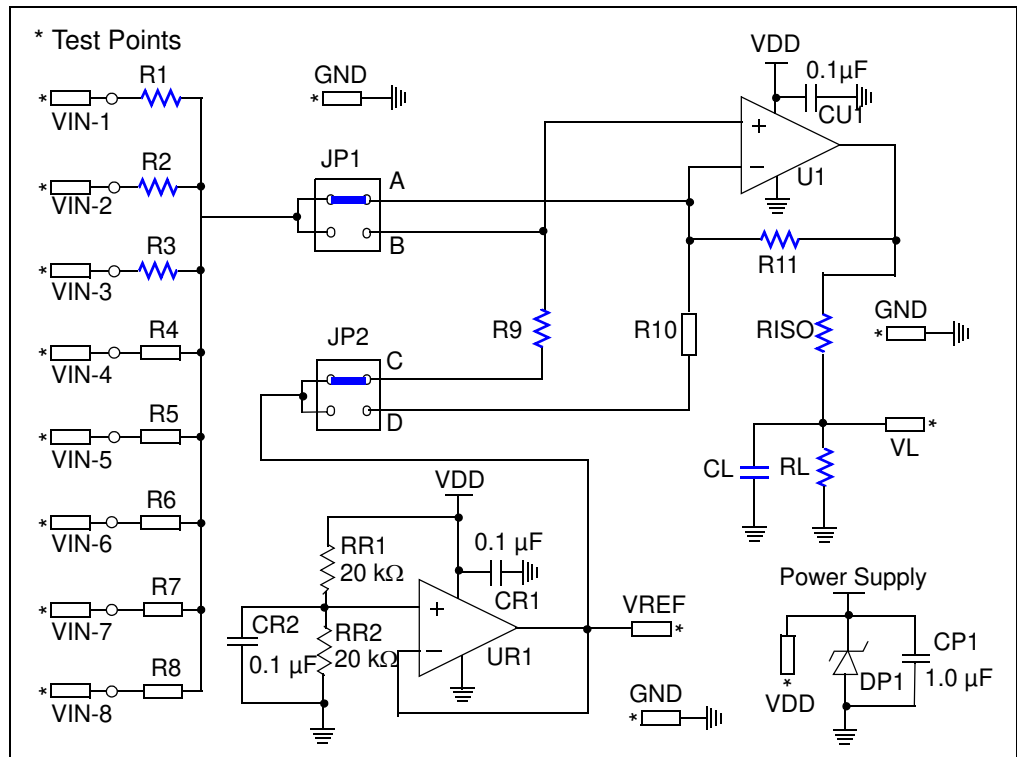 * Test Points
R1
* VIN-1
R2
* VIN-2
R3
* VIN-3
R4
* VIN-4
R5
* VIN-5
R6
* VIN-6
R7
* VIN-7
R8
* VIN-8
GND
*
JP1
A
B
JP2
C
D
R9
R10
R11
VDD
0.1µF
CU1
+
−
U1
RISO
GND
*
VL
*
CL
RL
VDD
0.1 µF
CR1
RR1
20 kΩ
RR2
20 kΩ
CR2
0.1 µF
+
−
UR1
VREF
*
GND
*
Power Supply
*
VDD
DP1
CP1
1.0 µF